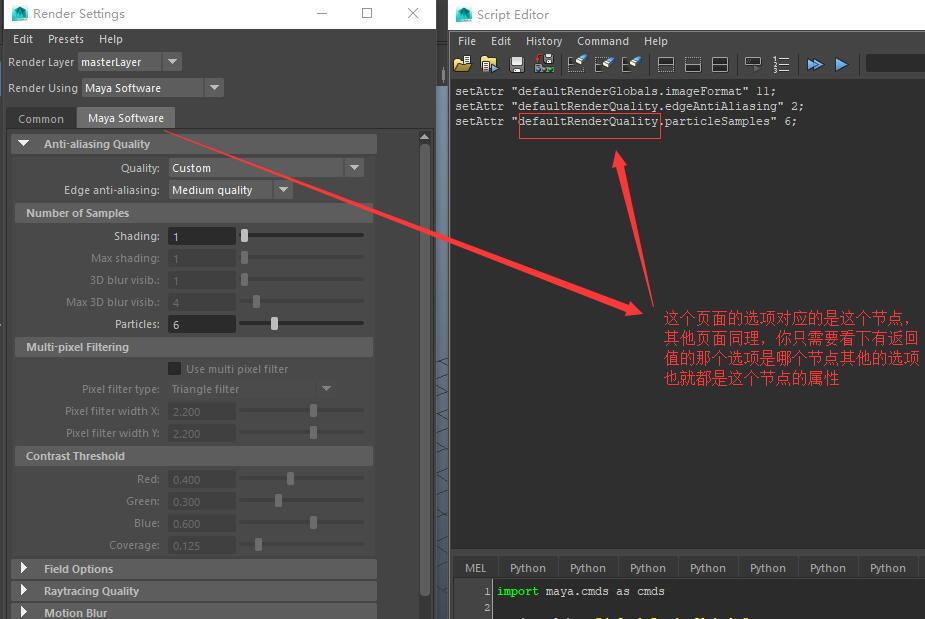 Render Settings
Edit Presets Help
Render Layer masterLayer
Render Using Maya Software
Common Maya Software
Anti-aliasing Quality
Quality: Custom
Edge anti-aliasing: Medium quality
Number of Samples
Shading: 1
Max shading: 1
3D blur visib.: 1
Max 3D blur visib.: 4
Particles: 6
Multi-pixel Filtering
Use multi pixel filter
Pixel filter type: Triangle filter
Pixel filter width X: 2.200
Pixel filter width Y: 2.200
Contrast Threshold
Red: 0.400
Green: 0.300
Blue: 0.600
Coverage: 0.125
Field Options
Raytracing Quality
Motion Blur
Script Editor
File Edit History Command Help
setAttr "defaultRenderGlobals.imageFormat" 11;
setAttr "defaultRenderQuality.edgeAntiAliasing" 2;
setAttr "defaultRenderQuality.particleSamples" 6;
这个页面的选项对应的是这个节点,
其他页面同理，你只需要看下有返回
值的那个选项是哪个节点其他的选项
也就都是这个节点的属性
MEL Python Python Python Python Python Python Python
1 import maya.cmds as cmds
2